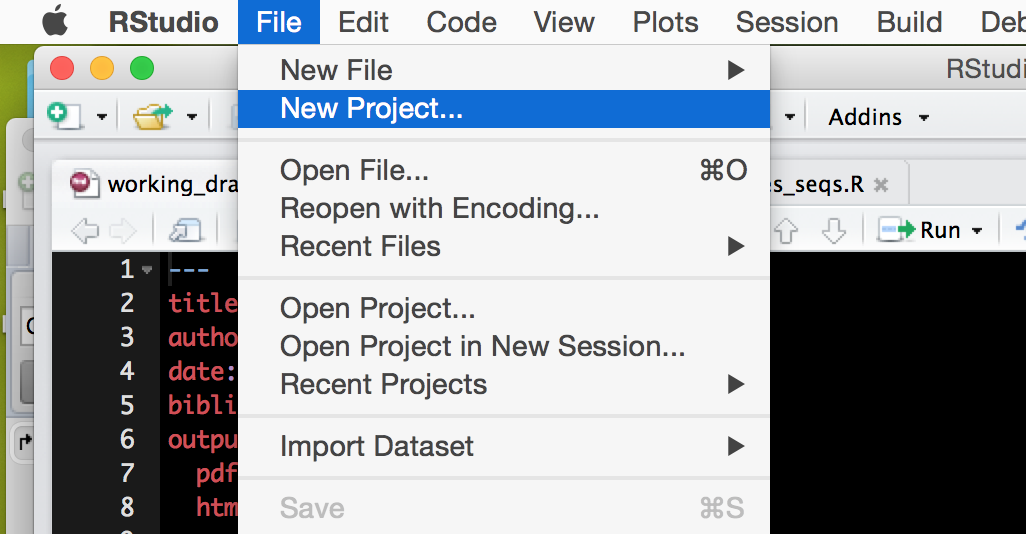 RStudio File Edit Code View Plots Session Build Deb
RStudi
New File
New Project...
Addins
Open File... ⌘O
working_dra
es_seqs.R
Reopen with Encoding...
Run
Recent Files
1 ---
2 title
Open Project...
3 autho
Open Project in New Session...
4 date:
Recent Projects
5 bibli
6 outpu
Import Dataset
7 pdf
8 htm
Save ⌘S